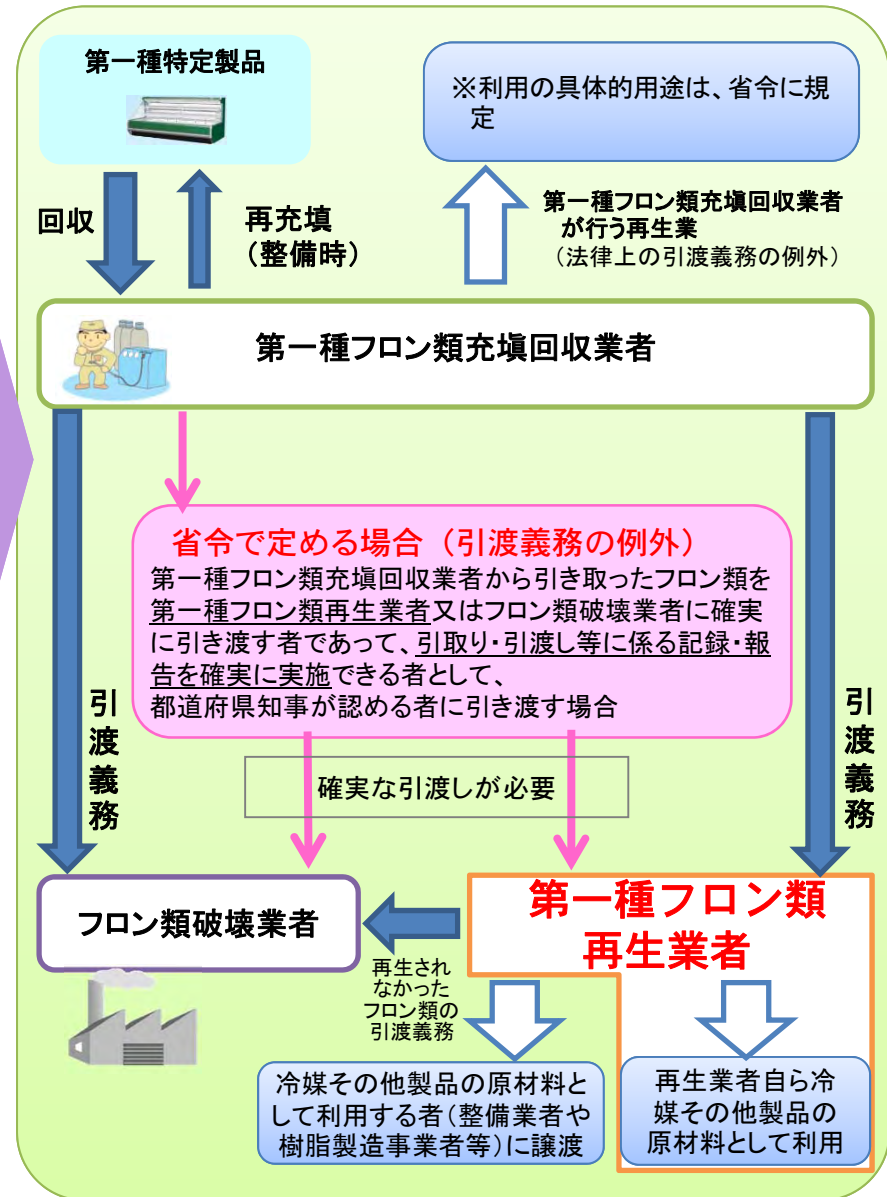 第一種特定製品
※利用の具体的用途は、省令に規
定
回収
再充填
(整備時)
第一種フロン類充塡回収業者
が行う再生業
(法律上の引渡義務の例外)
第一種フロン類充塡回収業者
省令で定める場合(引渡義務の例外)
第一種フロン類充塡回収業者から引き取ったフロン類を
第一種フロン類再生業者又はフロン類破壊業者に確実
に引き渡す者であって、引取り・引渡し等に係る記録・報
告を確実に実施できる者として、
都道府県知事が認める者に引き渡す場合
引渡義務
引渡義務
確実な引渡しが必要
フロン類破壊業者
第一種フロン類
再生業者
再生され
なかった
フロン類の
引渡義務
冷媒その他製品の原材料と
して利用する者(整備業者や
樹脂製造事業者等)に譲渡
再生業者自ら冷
媒その他製品の
原材料として利用